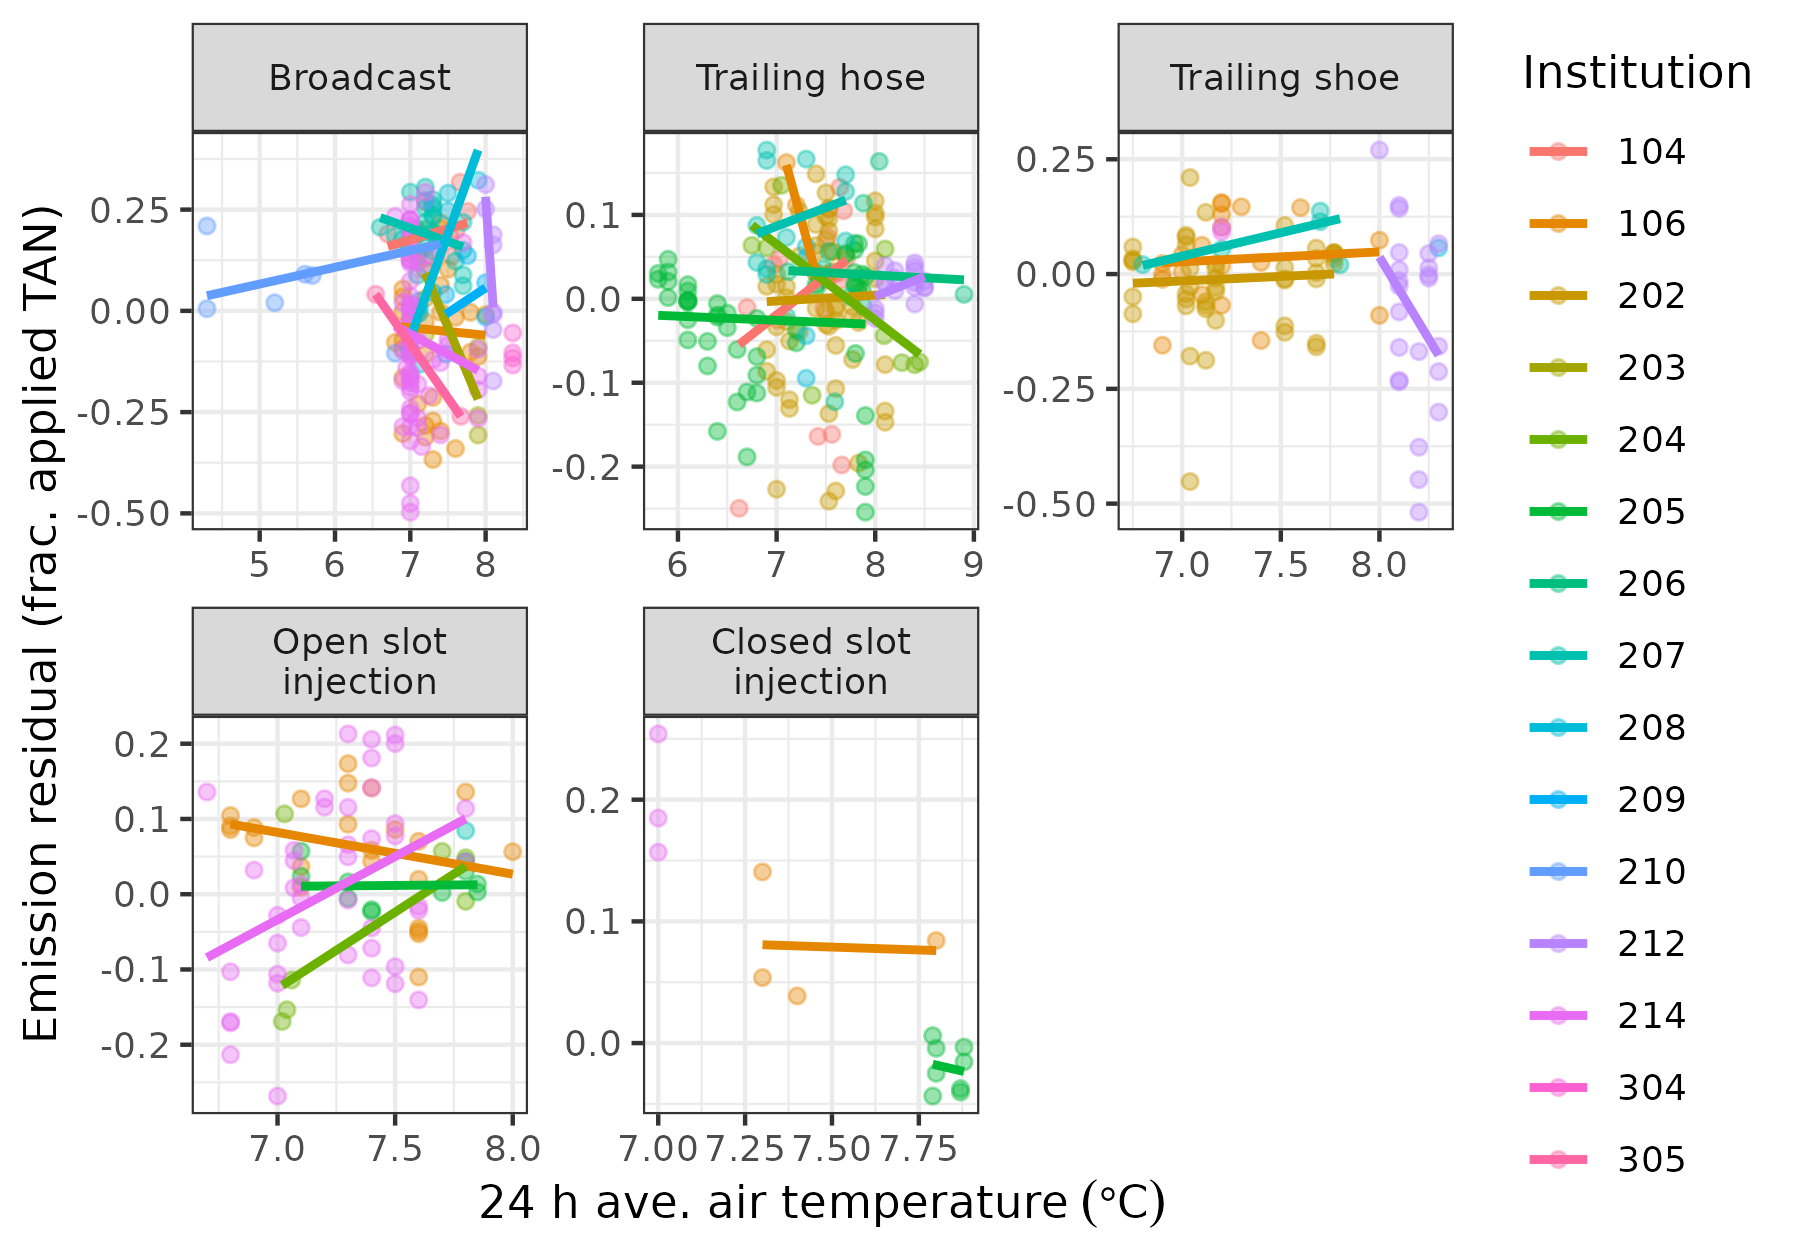 Broadcast
Trailing hose
Trailing shoe
Institution
Emission residual (frac. applied TAN)
0.25
0.00
-0.25
-0.50
5 6 7 8
0.1
0.0
-0.1
-0.2
6 7 8 9
0.25
0.00
-0.25
-0.50
7.0 7.5 8.0
Open slot
injection
Closed slot
injection
0.2
0.1
0.0
-0.1
-0.2
7.0 7.5 8.0
0.2
0.1
0.0
7.00 7.25 7.50 7.75
24 h ave. air temperature (°C)
104
106
202
203
204
205
206
207
208
209
210
212
214
304
305